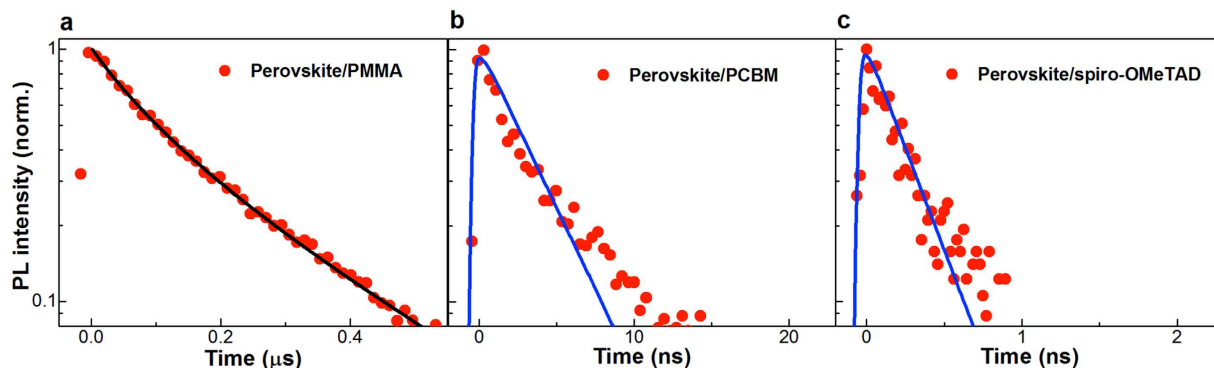 a
b
c
Perovskite/PMMA
Perovskite/PCBM
Perovskite/spiro-OMeTAD
PL intensity (norm.)
1
0.1
0.0
0.2
0.4
0
10
20
0
1
2
Time (μs)
Time (ns)
Time (ns)